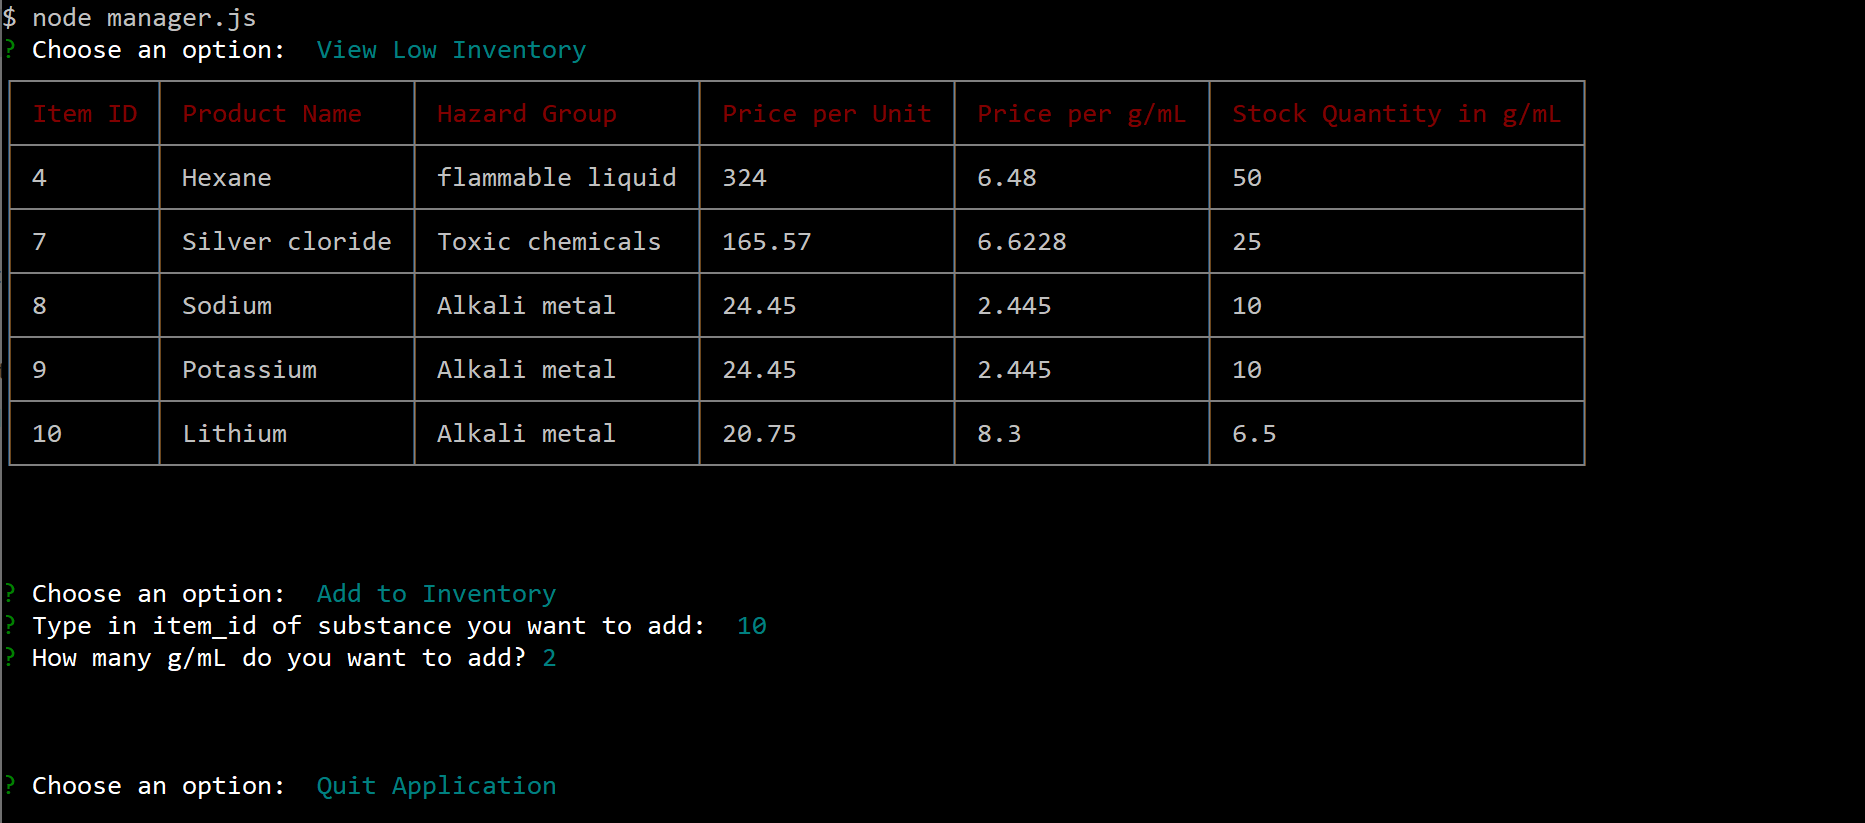 $ node manager.js
? Choose an option: View Low Inventory
Item ID Product Name Hazard Group Price per Unit Price per g/mL Stock Quantity in g/mL
4 Hexane flammable liquid 324 6.48 50
7 Silver cloride Toxic chemicals 165.57 6.6228 25
8 Sodium Alkali metal 24.45 2.445 10
9 Potassium Alkali metal 24.45 2.445 10
10 Lithium Alkali metal 20.75 8.3 6.5
? Choose an option: Add to Inventory
? Type in item_id of substance you want to add: 10
? How many g/mL do you want to add? 2
? Choose an option: Quit Application